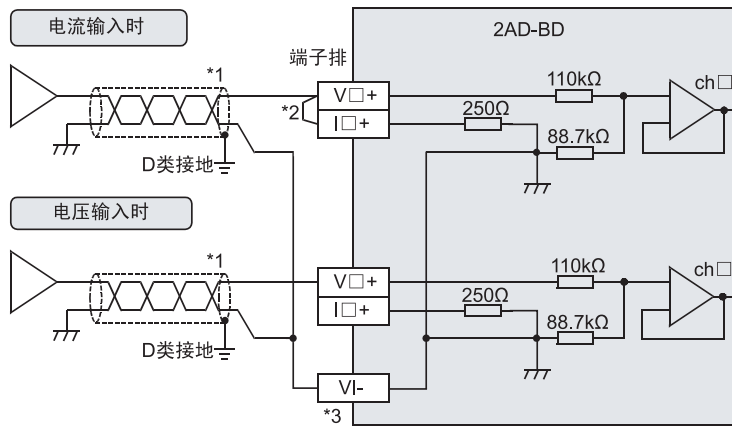 电流输入时
2AD-BD
端子排
*1
V□+
110kΩ
ch□
*2
I□+
250Ω
88.7kΩ
D类接地
电压输入时
*1
V□+
110kΩ
ch□
I□+
250Ω
88.7kΩ
D类接地
VI-
*3